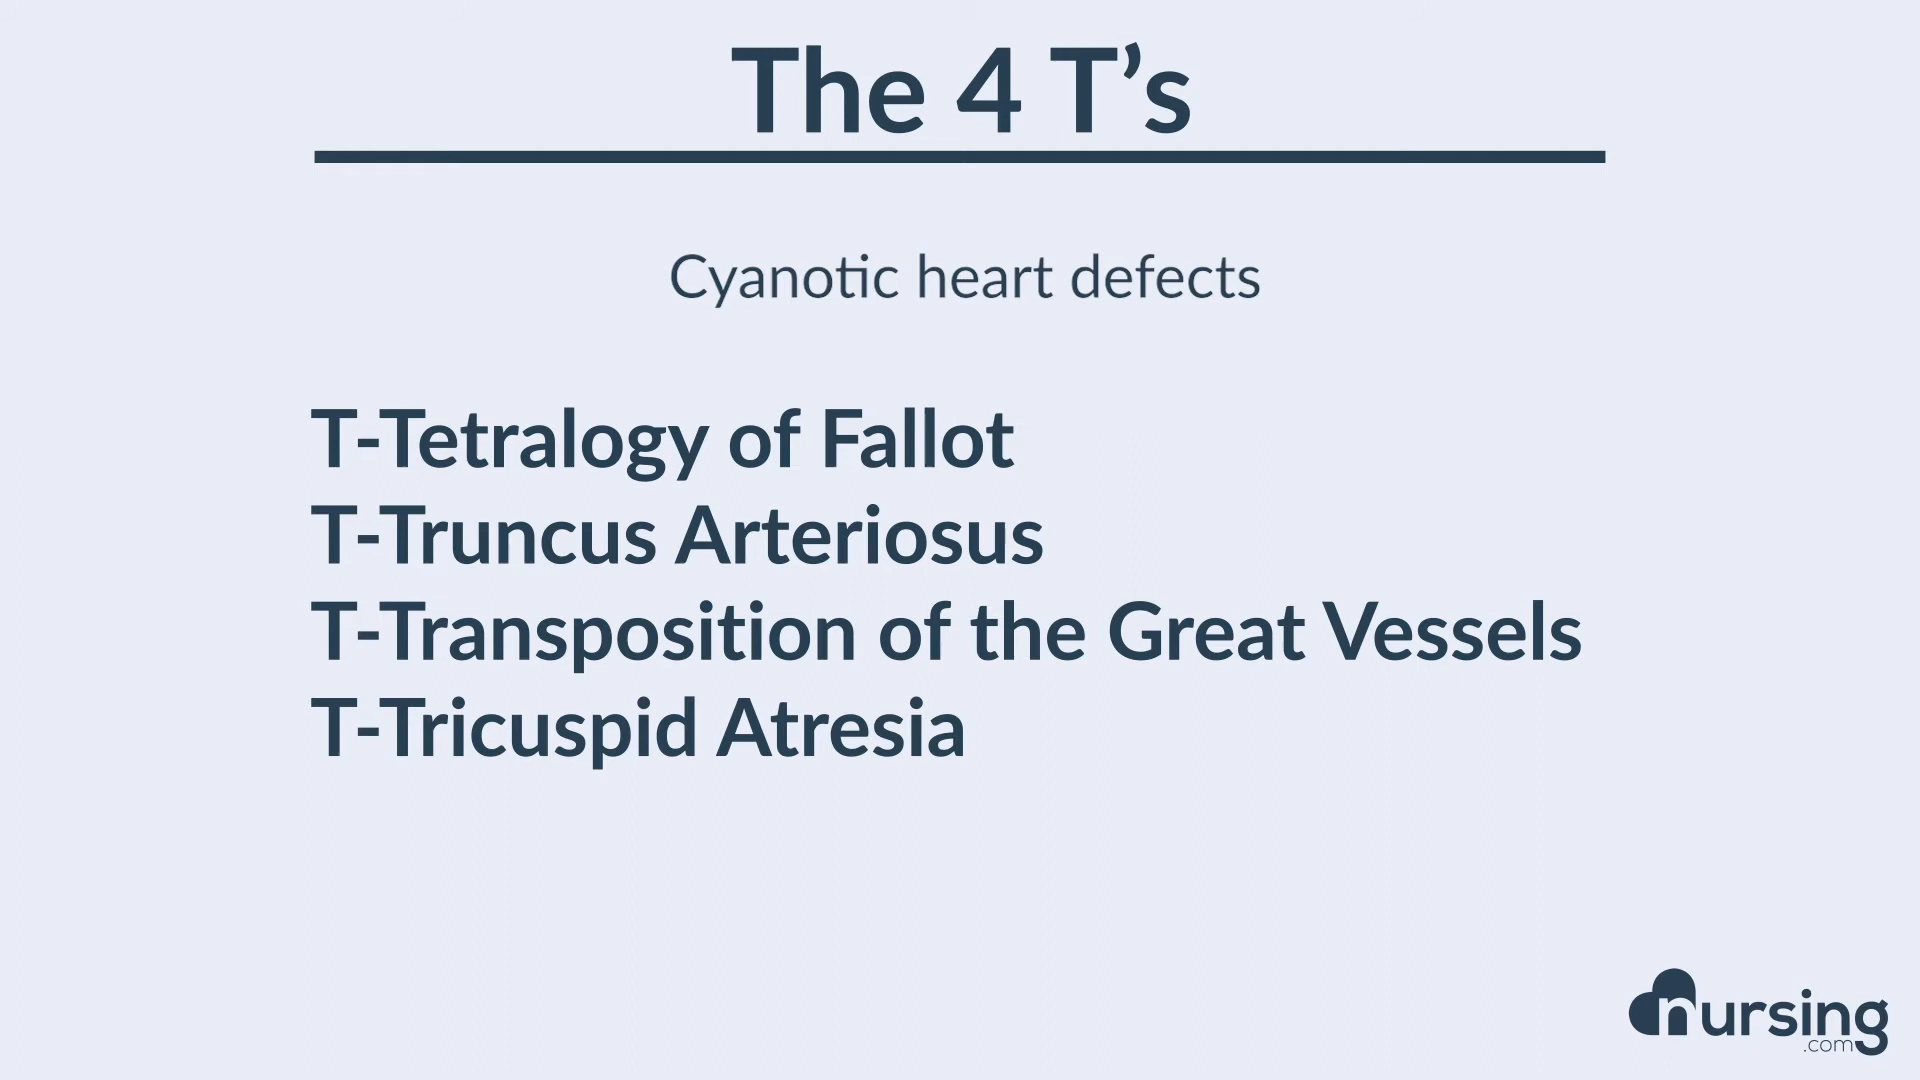 The 4 T’s
Cyanotic heart defects
T-Tetralogy of Fallot
T-Truncus Arteriosus
T-Transposition of the Great Vessels
T-Tricuspid Atresia
nursing
.com